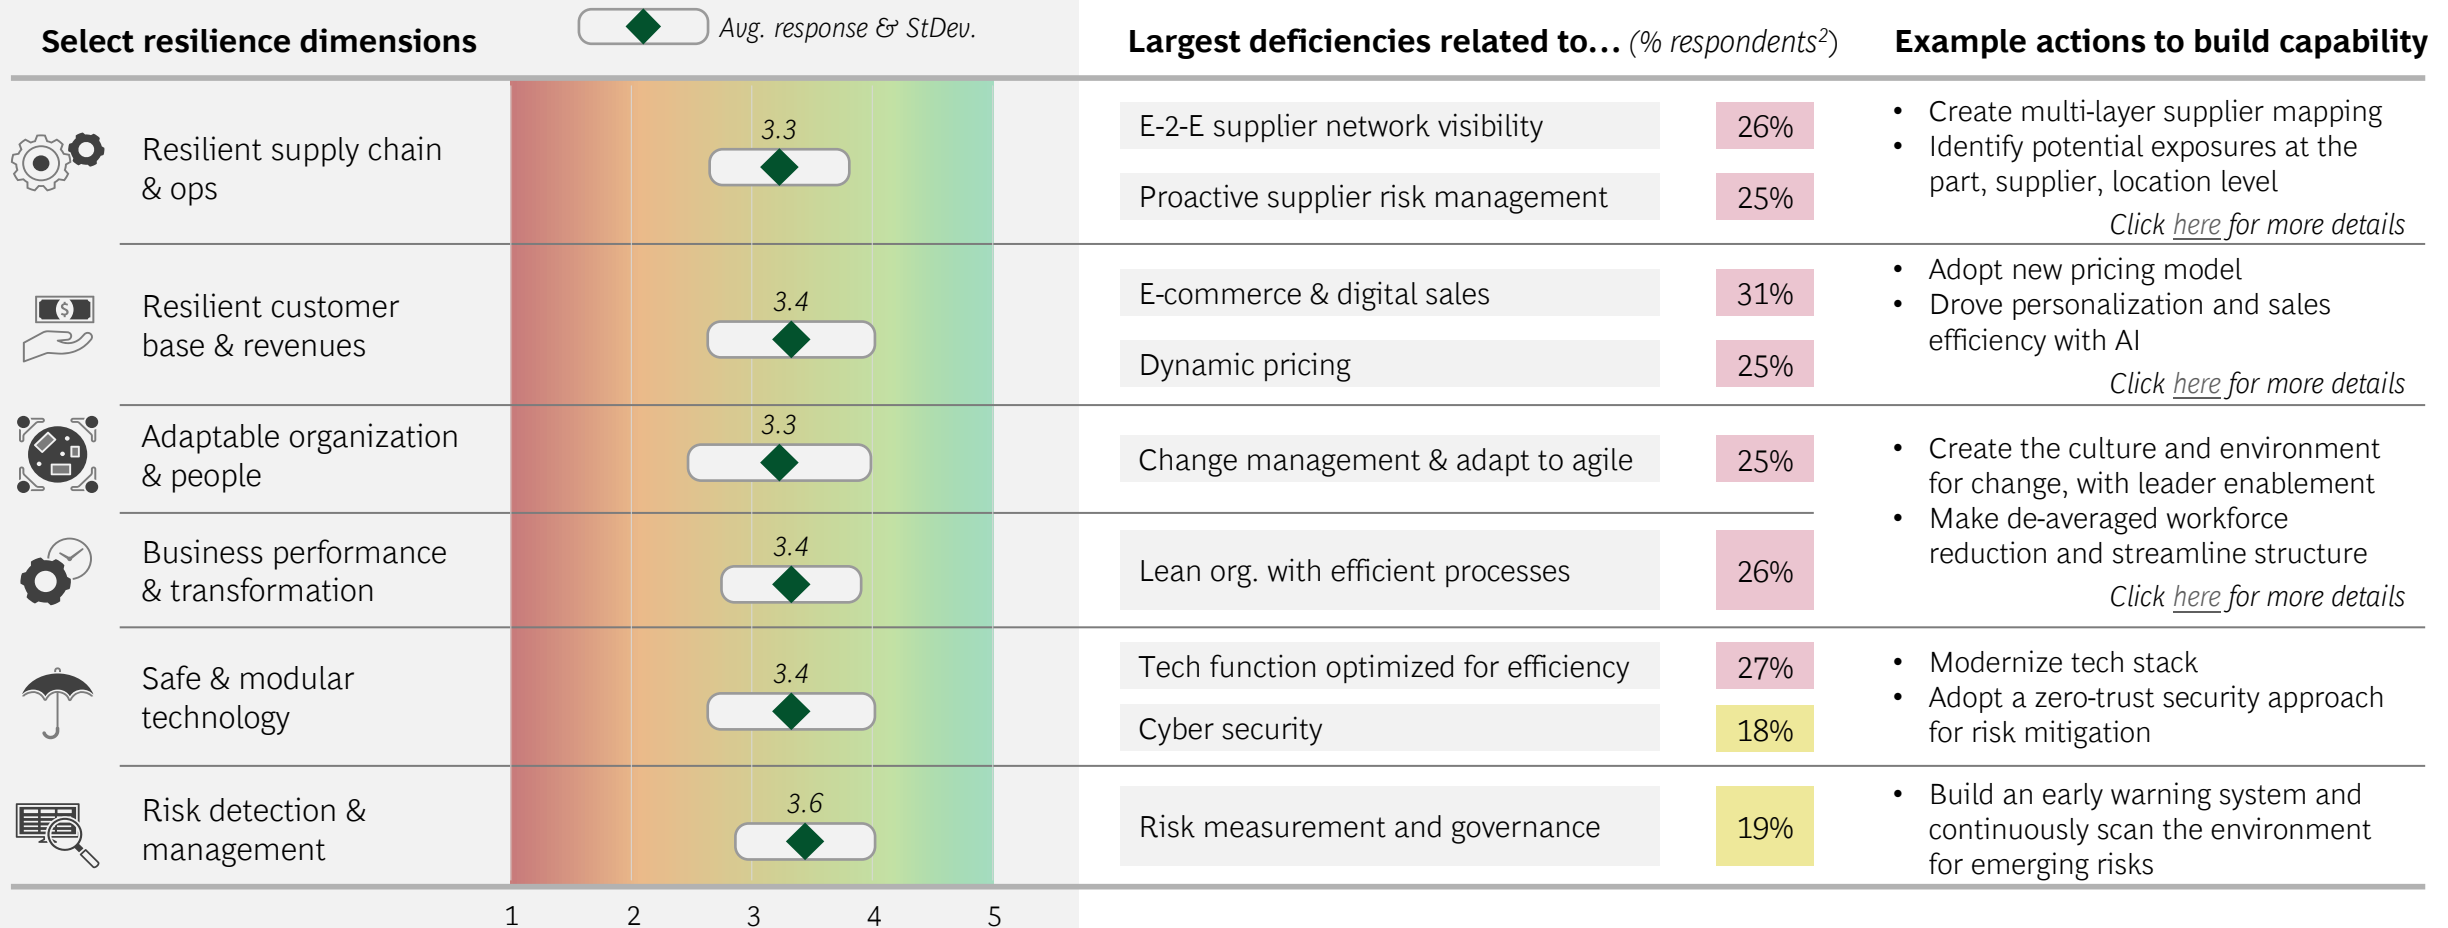 Select resilience dimensions
Avg. response & StDev.
Largest deficiencies related to… (% respondents²)
Example actions to build capability
Resilient supply chain
& ops
3.3
E-2-E supplier network visibility
26%
Proactive supplier risk management
25%
• Create multi-layer supplier mapping
• Identify potential exposures at the
part, supplier, location level
Click here for more details
Resilient customer
base & revenues
3.4
E-commerce & digital sales
31%
Dynamic pricing
25%
• Adopt new pricing model
• Drove personalization and sales
efficiency with AI
Click here for more details
Adaptable organization
& people
3.3
Change management & adapt to agile
25%
Business performance
& transformation
3.4
Lean org. with efficient processes
26%
• Create the culture and environment
for change, with leader enablement
• Make de-averaged workforce
reduction and streamline structure
Click here for more details
Safe & modular
technology
3.4
Tech function optimized for efficiency
27%
Cyber security
18%
• Modernize tech stack
• Adopt a zero-trust security approach
for risk mitigation
Risk detection &
management
3.6
Risk measurement and governance
19%
• Build an early warning system and
continuously scan the environment
for emerging risks
1 2 3 4 5